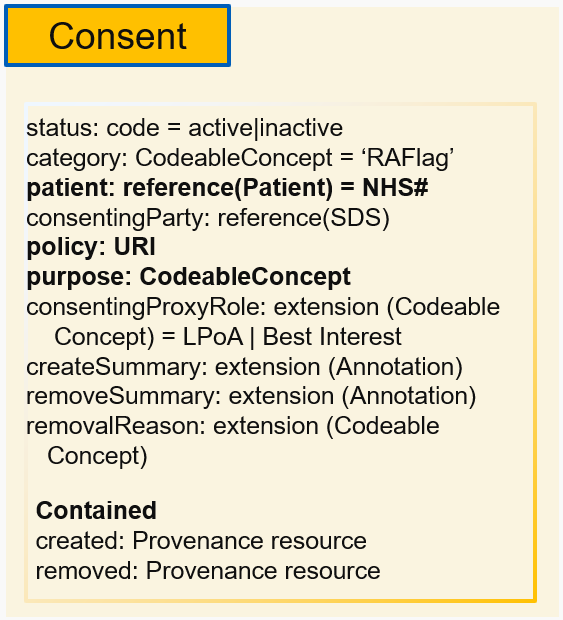 Consent
status: code = active|inactive
category: CodeableConcept = ‘RAFlag’
patient: reference(Patient) = NHS#
consentingParty: reference(SDS)
policy: URI
purpose: CodeableConcept
consentingProxyRole: extension (Codeable
Concept) = LPoA | Best Interest
createSummary: extension (Annotation)
removeSummary: extension (Annotation)
removalReason: extension (Codeable
Concept)
Contained
created: Provenance resource
removed: Provenance resource